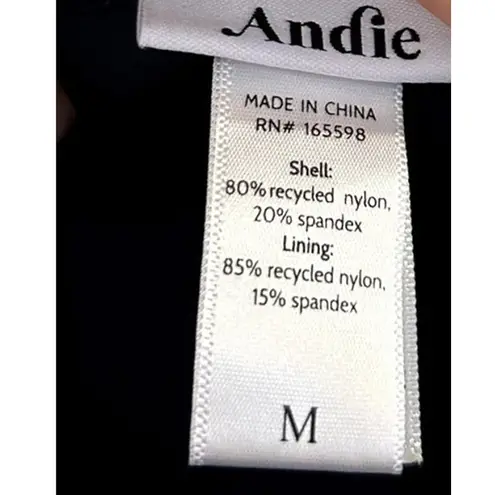 Andie
MADE IN CHINA
RN# 165598
Shell:
80% recycled nylon,
20% spandex
Lining:
85% recycled nylon,
15% spandex
M